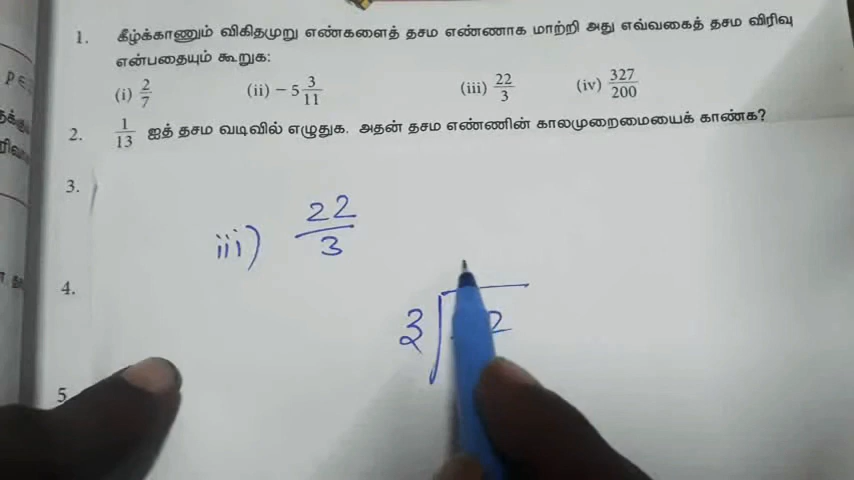 1. கீழ்க்காணும் விகிதமுறு எண்களைத் தசம எண்ணாக மாற்றி அது எவ்வகைத் தசம விரிவு
என்பதையும் கூறுக:
(i) 2/7 (ii) – 5 3/11 (iii) 22/3 (iv) 327/200
2. 1/13 ஐத் தசம வடிவில் எழுதுக. அதன் தசம எண்ணின் காலமுறைமையைக் காண்க?
3.
iii) 22/3
4.
3 2
5